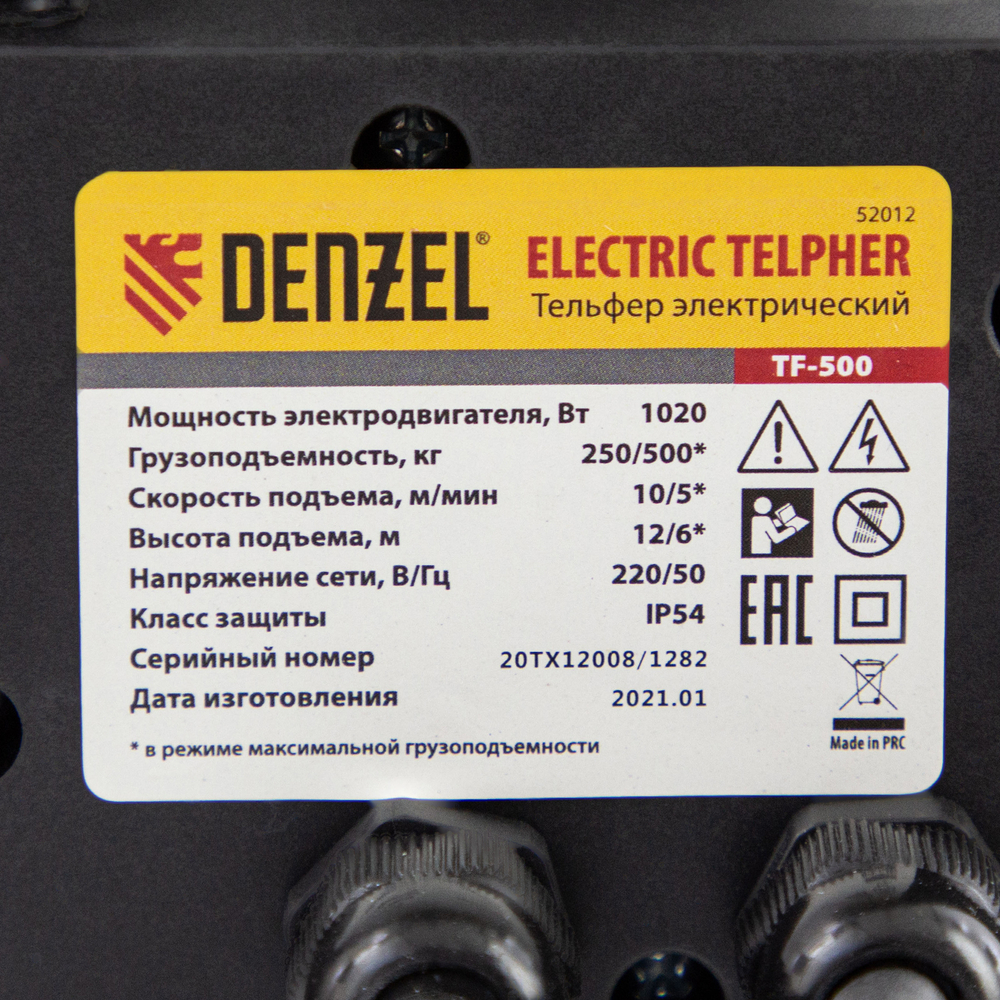 52012
DENZEL® ELECTRIC TELPHER
Тельфер электрический
TF-500
Мощность электродвигателя, Вт 1020
Грузоподъемность, кг 250/500*
Скорость подъема, м/мин 10/5*
Высота подъема, м 12/6*
Напряжение сети, В/Гц 220/50
Класс защиты IP54
Серийный номер 20TX12008/1282
Дата изготовления 2021.01
* в режиме максимальной грузоподъемности
EAC
Made in PRC